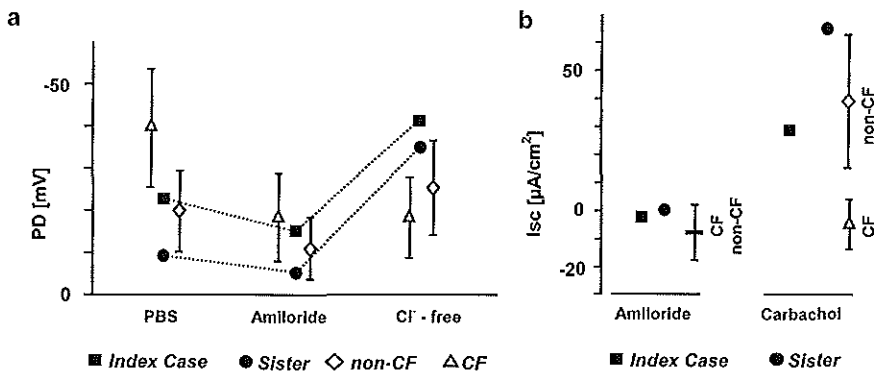 a
b
-50
0
PD [mV]
PBS Amiloride Cl⁻ - free
■ Index Case ● Sister ◇ non-CF △ CF
50
0
-20
Isc [µA/cm²]
CF
non-CF
non-CF
CF
Amiloride Carbachol
■ Index Case ● Sister